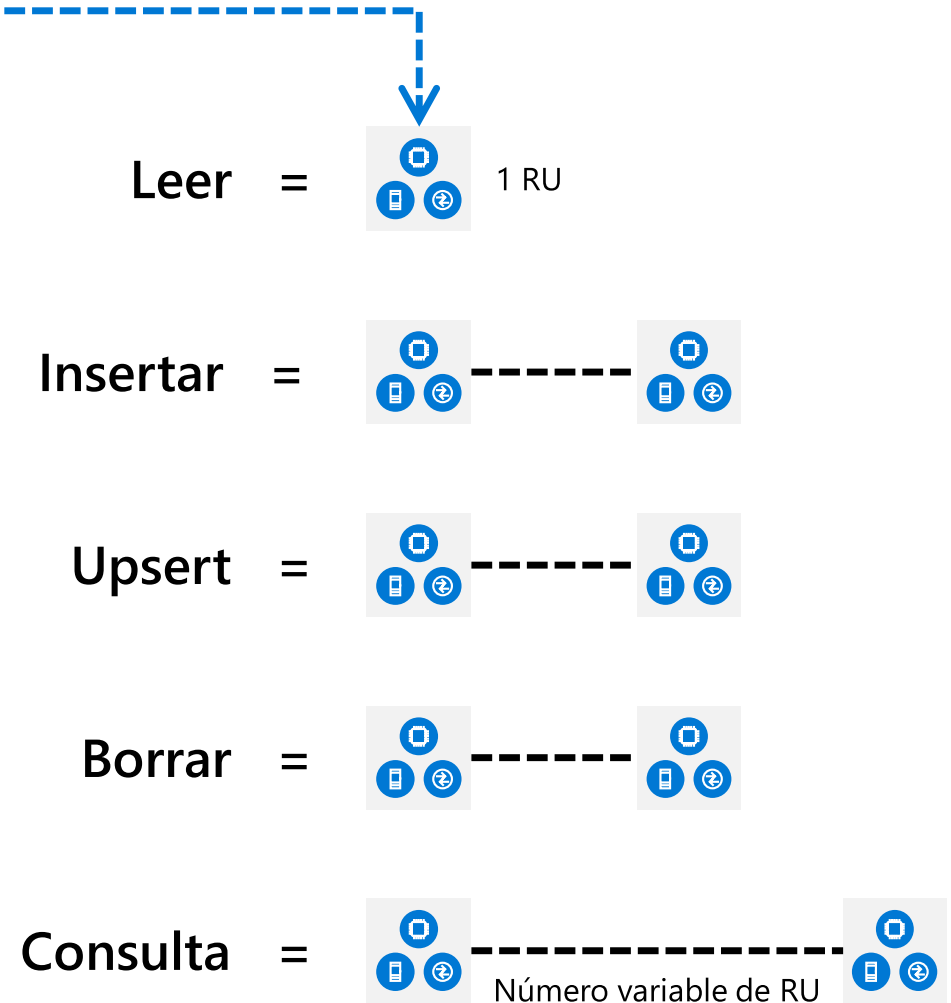 Leer = 1 RU
Insertar =
Upsert =
Borrar =
Consulta =
Número variable de RU